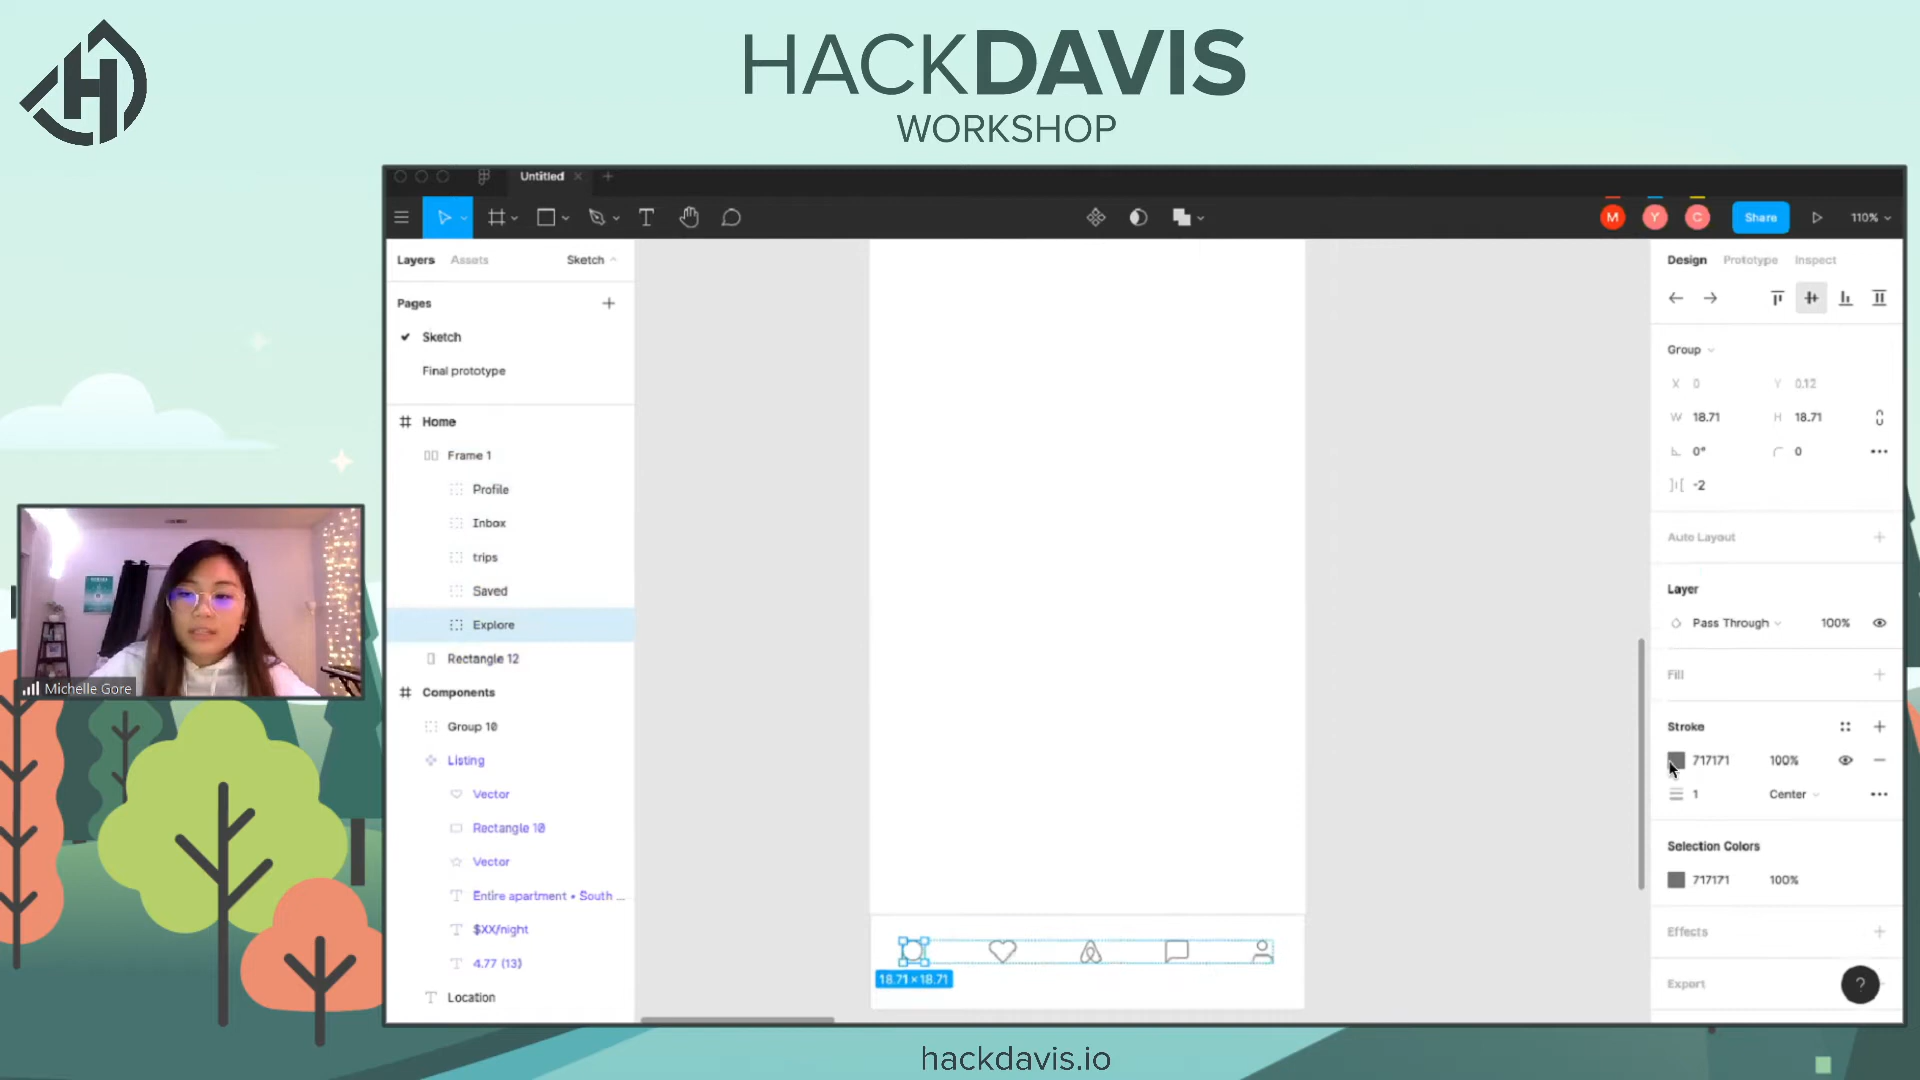 HACKDAVIS
WORKSHOP
Untitled
M
Y
C
Share
110%
Layers
Assets
Sketch
Design
Prototype
Inspect
Pages
Sketch
Final prototype
Group
X 0
Y 0.12
W 18.71
H 18.71
0°
0
-2
Home
Frame 1
Profile
Inbox
trips
Saved
Explore
Rectangle 12
Components
Group 10
Listing
Vector
Rectangle 10
Vector
Entire apartment • South ...
$XX/night
4.77 (13)
Location
Auto Layout
Layer
Pass Through
100%
Fill
Stroke
717171
100%
1
Center
Selection Colors
717171
100%
Effects
Export
?
18.71 × 18.71
Michelle Gore
hackdavis.io